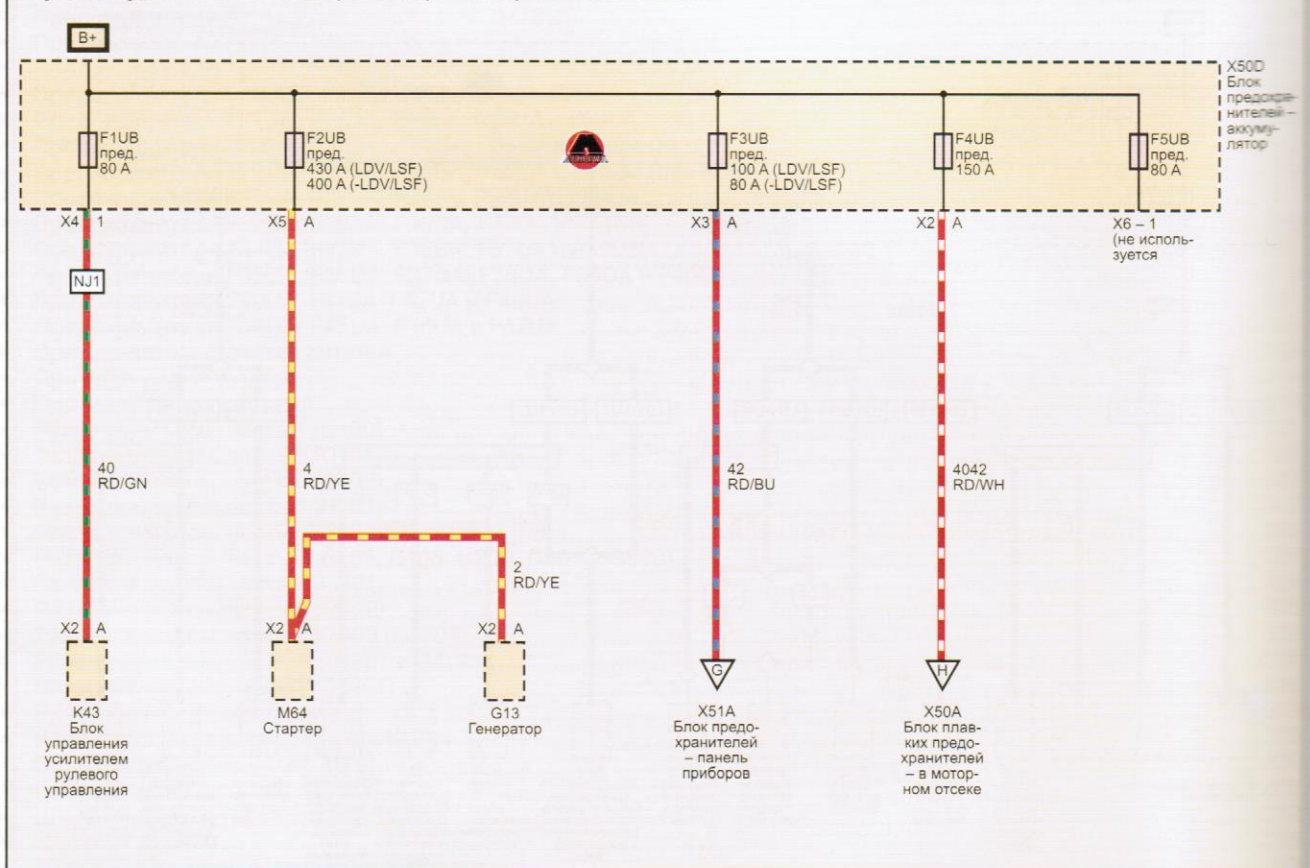 B+
X50D
Блок
предохра-
нителей –
аккуму-
лятор
F1UB
пред.
80 A
F2UB
пред.
430 A (LDV/LSF)
400 A (-LDV/LSF)
F3UB
пред.
100 A (LDV/LSF)
80 A (-LDV/LSF)
F4UB
пред.
150 A
F5UB
пред.
80 A
X4 1
X5 A
X3 A
X2 A
X6 – 1
(не исполь-
зуется
NJ1
40
RD/GN
4
RD/YE
42
RD/BU
4042
RD/WH
2
RD/YE
X2 A
X2 A
X2 A
G
H
K43
Блок
управления
усилителем
рулевого
управления
M64
Стартер
G13
Генератор
X51A
Блок предо-
хранителей
– панель
приборов
X50A
Блок плав-
ких предо-
хранителей
– в мотор-
ном отсеке